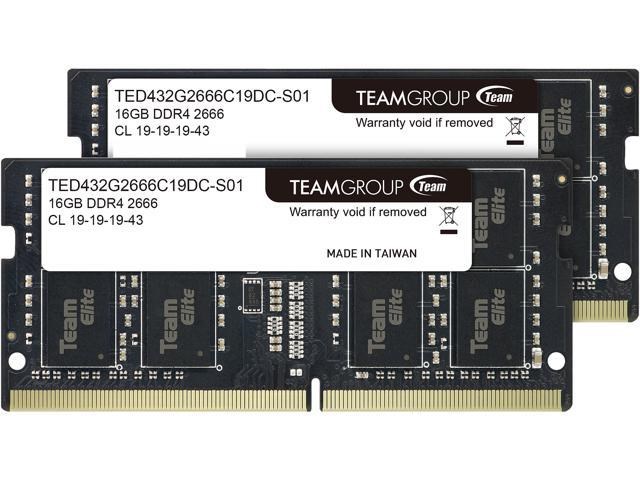 TED432G2666C19DC-S01
16GB DDR4 2666
CL 19-19-19-43
TEAMGROUP Team
Warranty void if removed
Team Elite
TED432G2666C19DC-S01
16GB DDR4 2666
CL 19-19-19-43
TEAMGROUP Team
Warranty void if removed
MADE IN TAIWAN
Team Elite
Team Elite
Team Elite
Team Elite